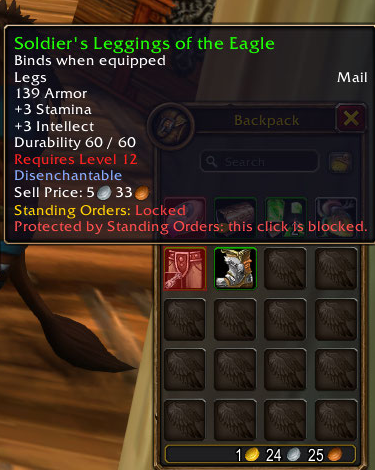 Soldier's Leggings of the Eagle
Binds when equipped
Legs Mail
139 Armor
+3 Stamina
+3 Intellect
Durability 60 / 60
Requires Level 12
Disenchantable
Sell Price: 5 33
Standing Orders: Locked
Protected by Standing Orders: this click is blocked.
Backpack
Search
1 24 25